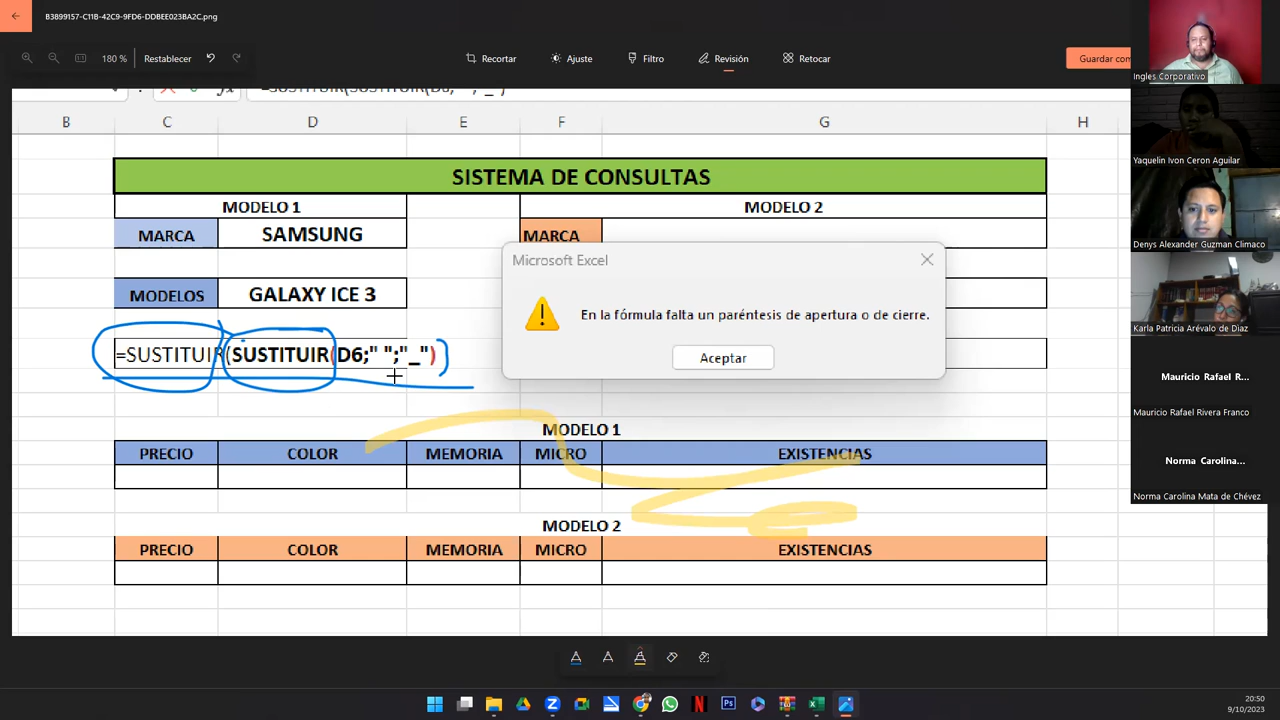 B3899157-C11B-42C9-9FD6-DDBEE023BA2C.png
180 % Restablecer Recortar Ajuste Filtro Revisión Retocar Guardar com
Ingles Corporativo
fx =SUSTITUIR(SUSTITUIR(D6;" ";"_")
B C D E F G H
SISTEMA DE CONSULTAS
MODELO 1 MODELO 2
MARCA SAMSUNG MARCA
Microsoft Excel
MODELOS GALAXY ICE 3
En la fórmula falta un paréntesis de apertura o de cierre.
Aceptar
=SUSTITUIR(SUSTITUIR(D6;" ";"_")
MODELO 1
PRECIO COLOR MEMORIA MICRO EXISTENCIAS
MODELO 2
PRECIO COLOR MEMORIA MICRO EXISTENCIAS
Yaquelin Ivon Ceron Aguilar
Denys Alexander Guzman Climaco
Karla Patricia Arévalo de Diaz
Mauricio Rafael R...
Mauricio Rafael Rivera Franco
Norma Carolina...
Norma Carolina Mata de Chévez
20:50
9/10/2023